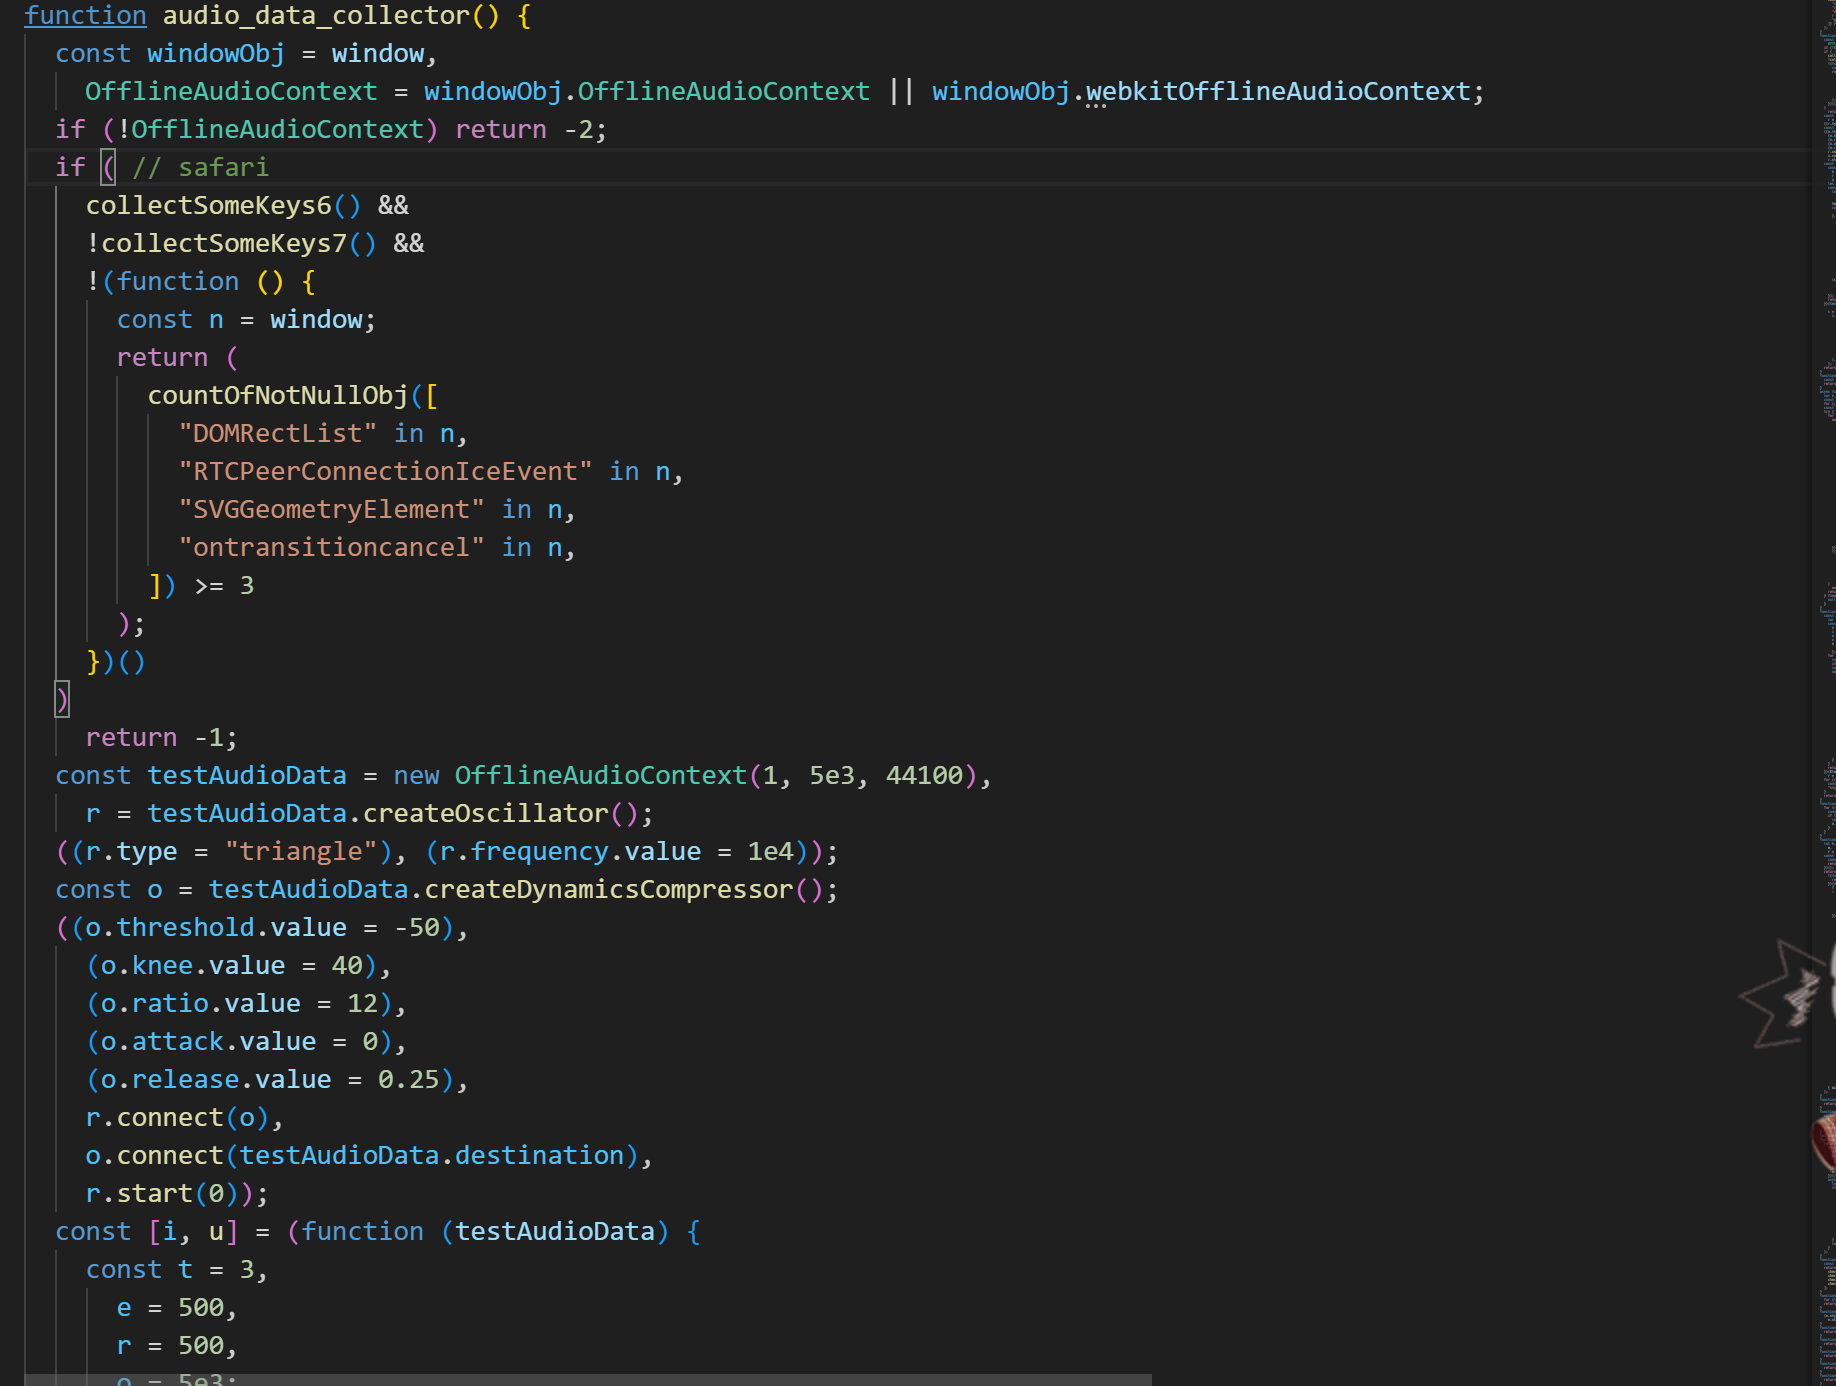 function audio_data_collector() {
const windowObj = window,
OfflineAudioContext = windowObj.OfflineAudioContext || windowObj.webkitOfflineAudioContext;
if (!OfflineAudioContext) return -2;
if ( // safari
collectSomeKeys6() &&
!collectSomeKeys7() &&
!(function () {
const n = window;
return (
countOfNotNullObj([
"DOMRectList" in n,
"RTCPeerConnectionIceEvent" in n,
"SVGGeometryElement" in n,
"ontransitioncancel" in n,
]) >= 3
);
})()
)
return -1;
const testAudioData = new OfflineAudioContext(1, 5e3, 44100),
r = testAudioData.createOscillator();
((r.type = "triangle"), (r.frequency.value = 1e4));
const o = testAudioData.createDynamicsCompressor();
((o.threshold.value = -50),
(o.knee.value = 40),
(o.ratio.value = 12),
(o.attack.value = 0),
(o.release.value = 0.25),
r.connect(o),
o.connect(testAudioData.destination),
r.start(0));
const [i, u] = (function (testAudioData) {
const t = 3,
e = 500,
r = 500,
o = 5e3;